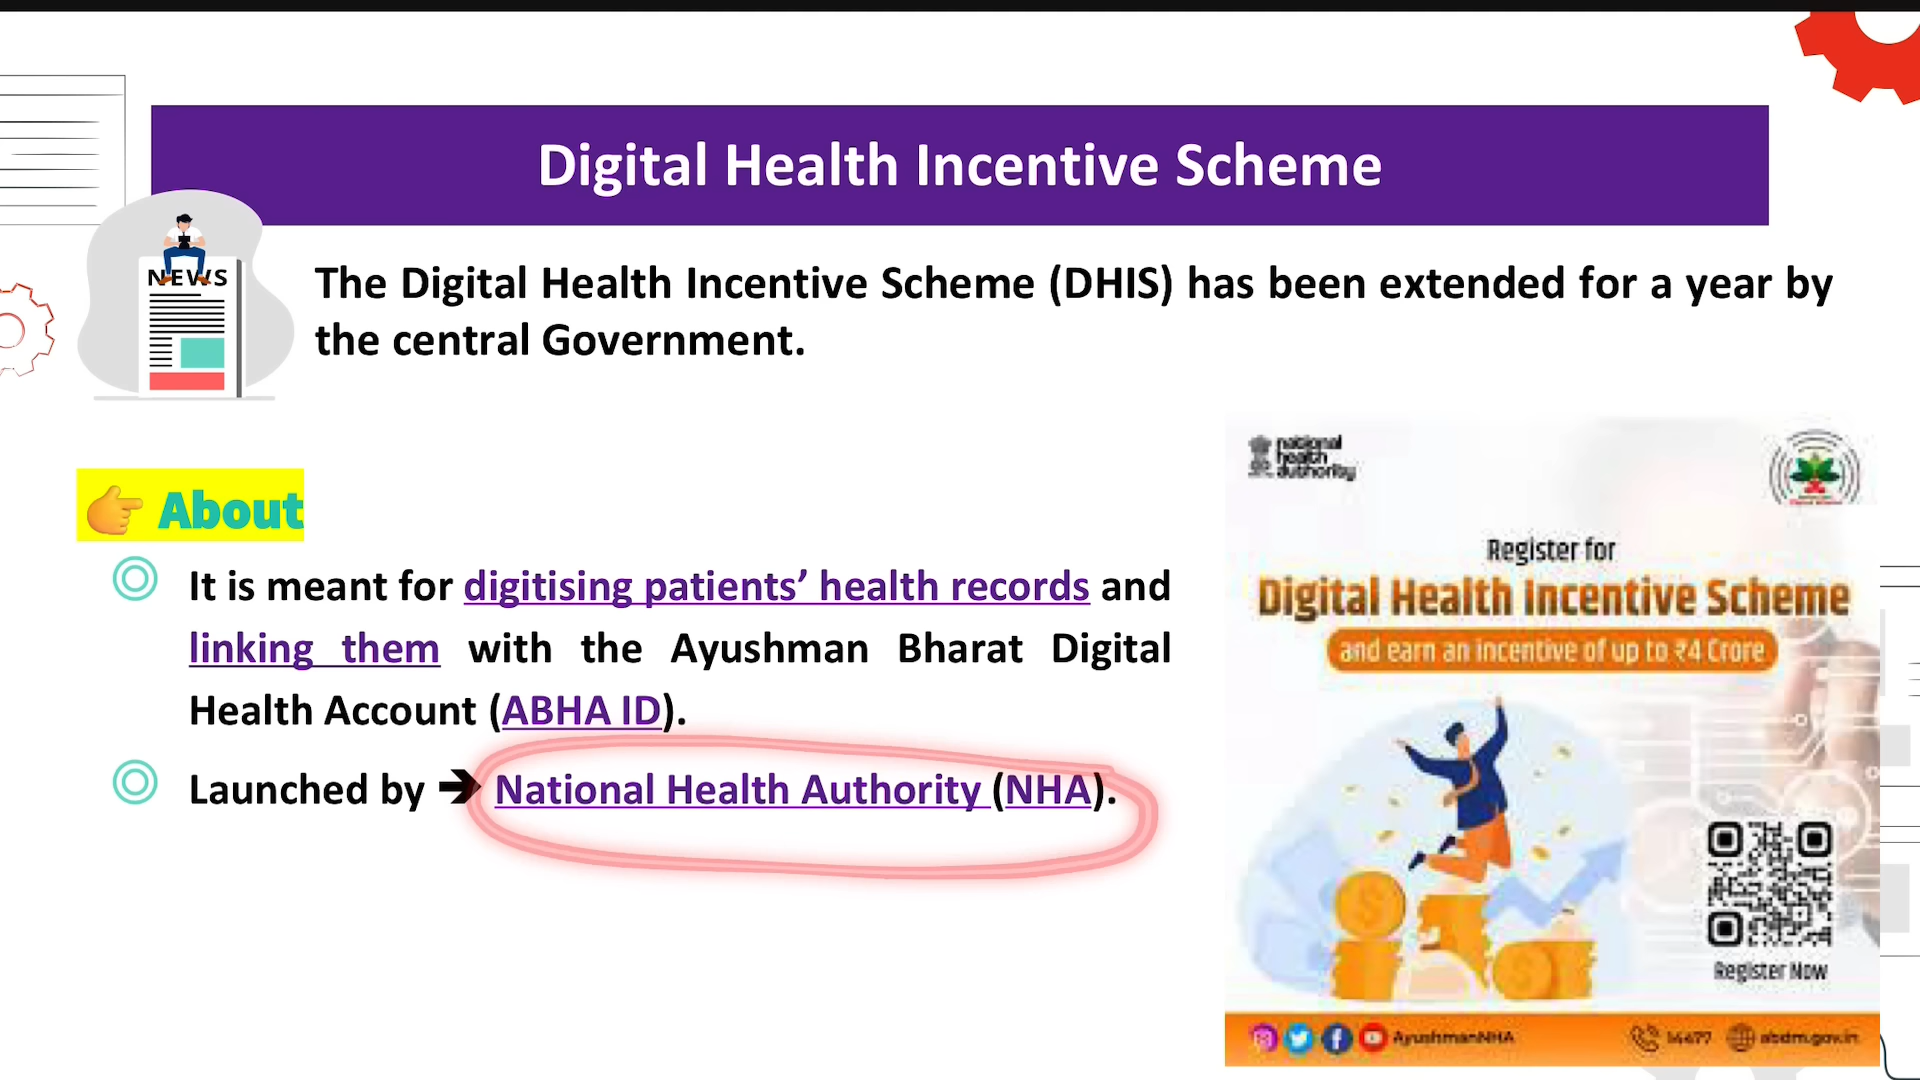 Digital Health Incentive Scheme
NEWS
The Digital Health Incentive Scheme (DHIS) has been extended for a year by
the central Government.
👉 About
It is meant for digitising patients’ health records and
linking them with the Ayushman Bharat Digital
Health Account (ABHA ID).
Launched by ➔ National Health Authority (NHA).
national
health
authority
Register for
Digital Health Incentive Scheme
and earn an incentive of up to ₹4 Crore
Register Now
AyushmanNHA
14477
abdm.gov.in